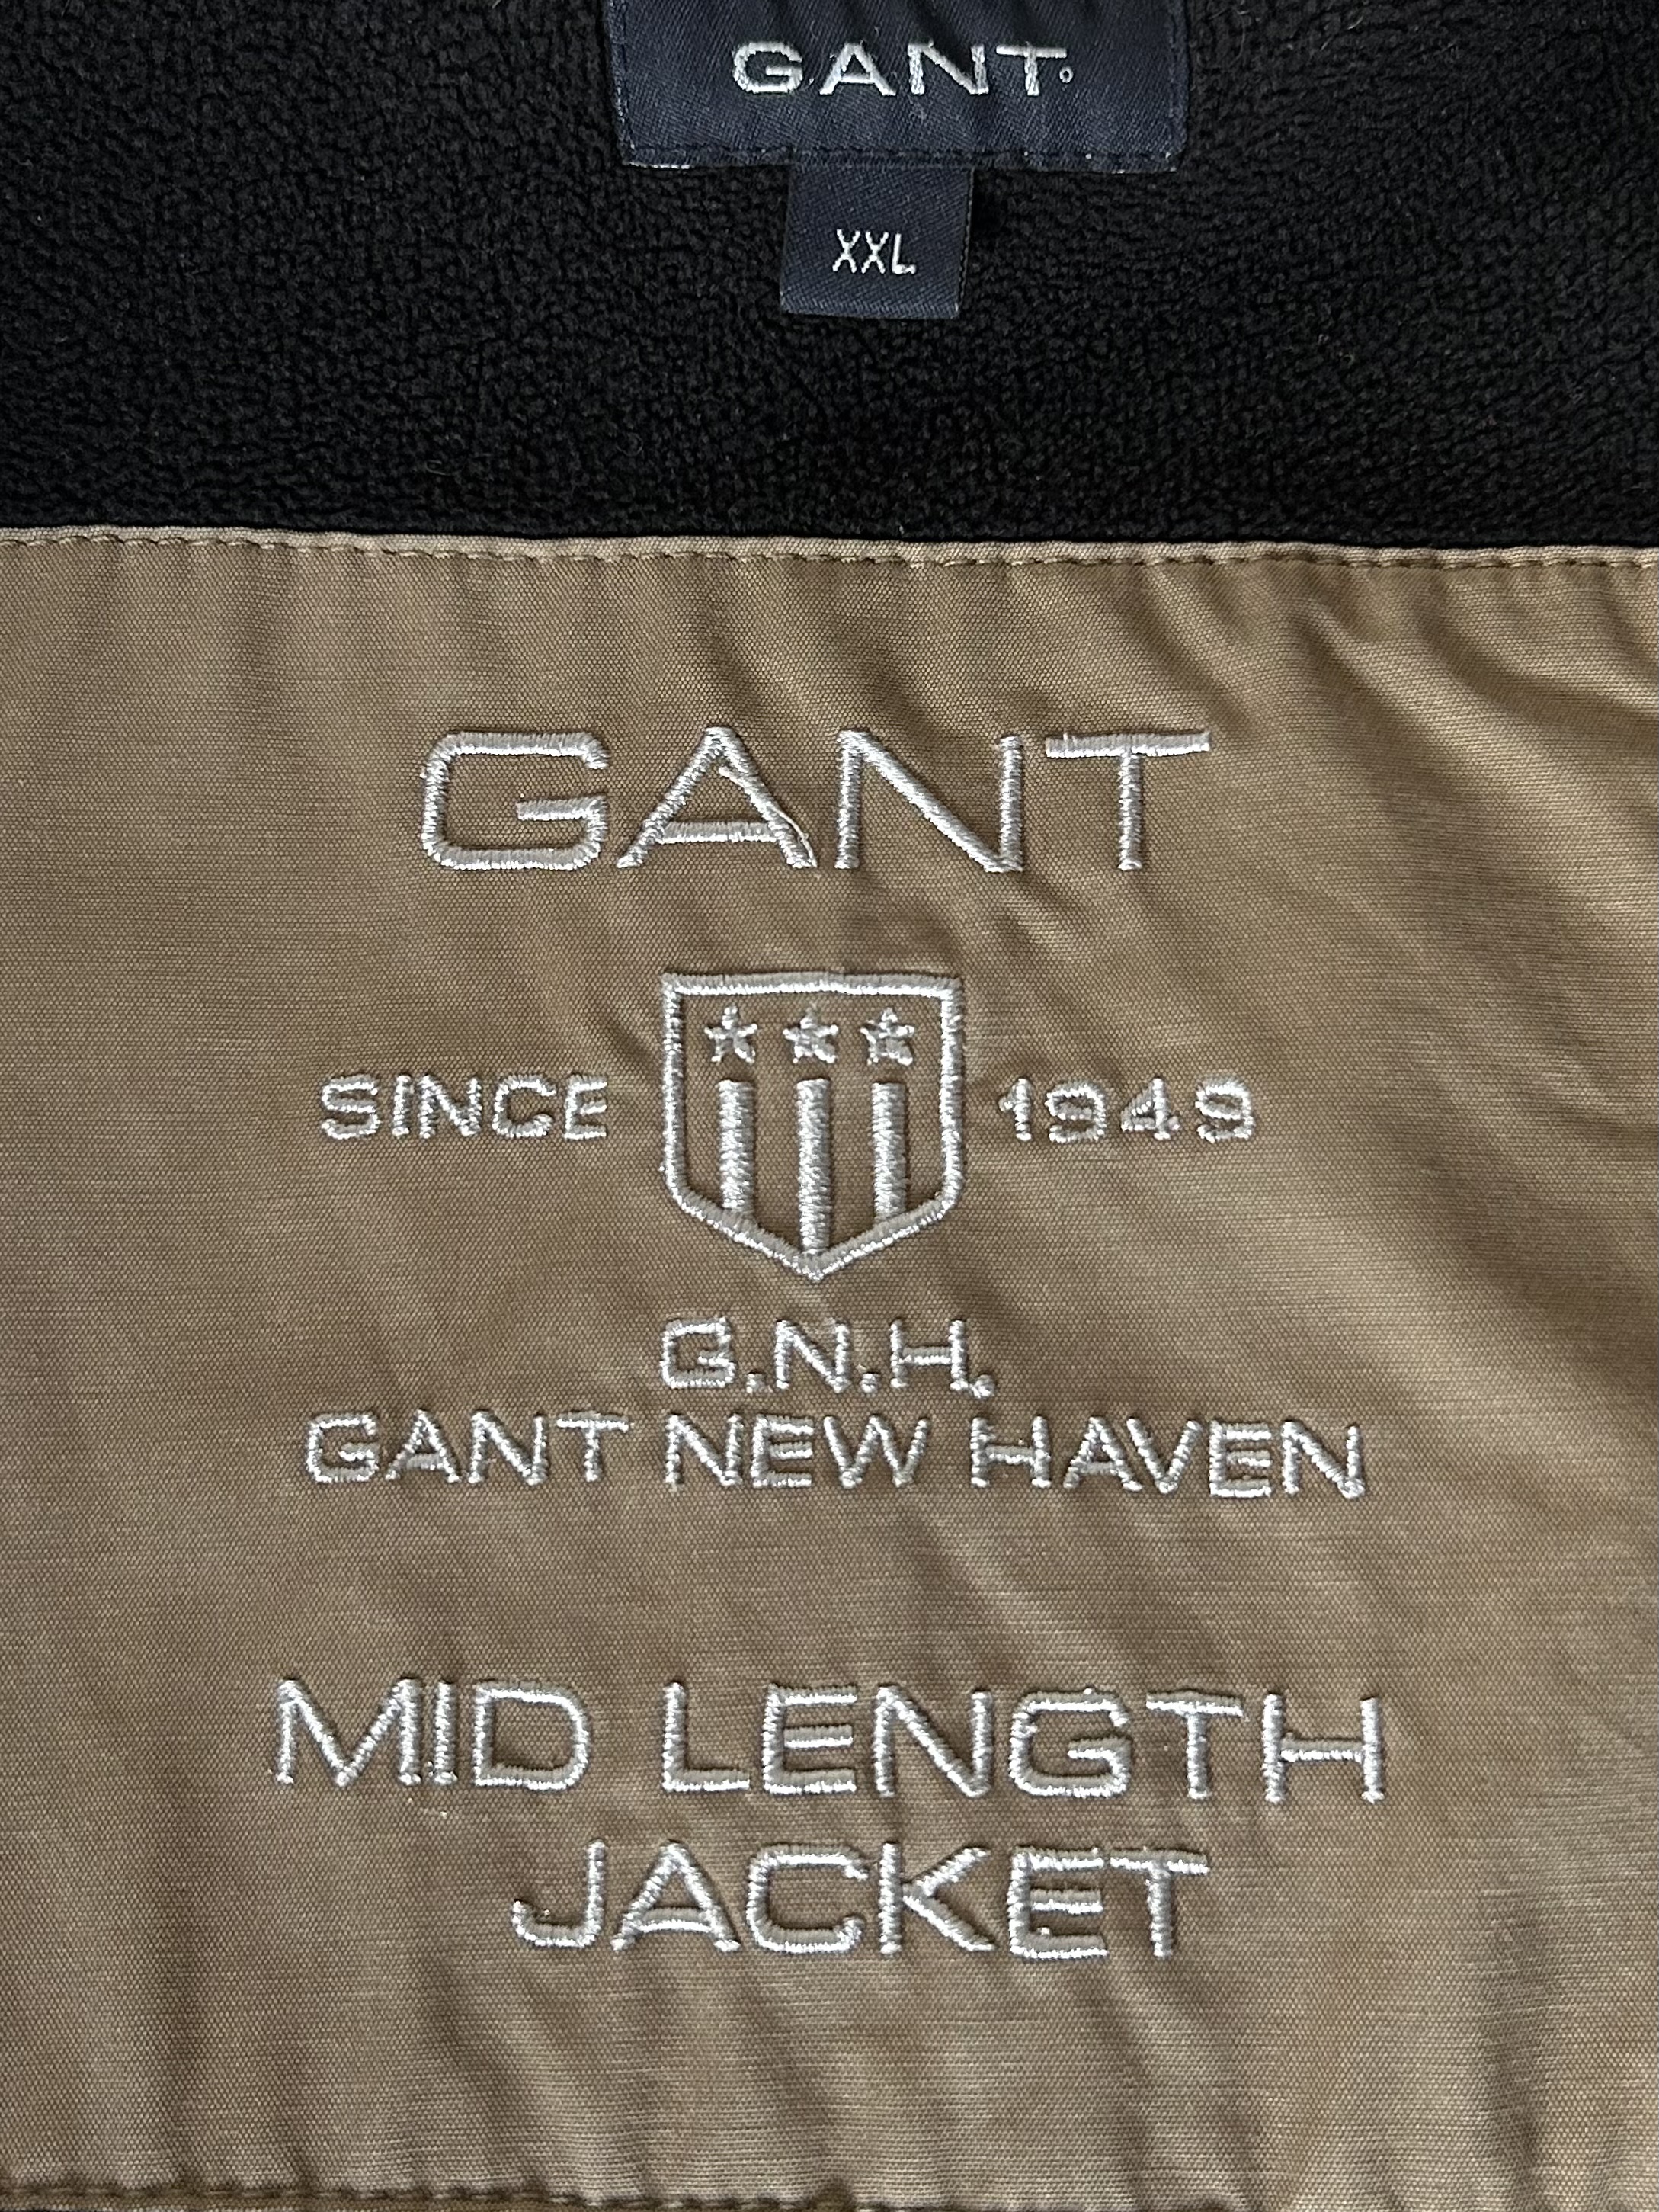 GANT
XXL
GANT
SINCE 1949
G.N.H.
GANT NEW HAVEN
MID LENGTH
JACKET